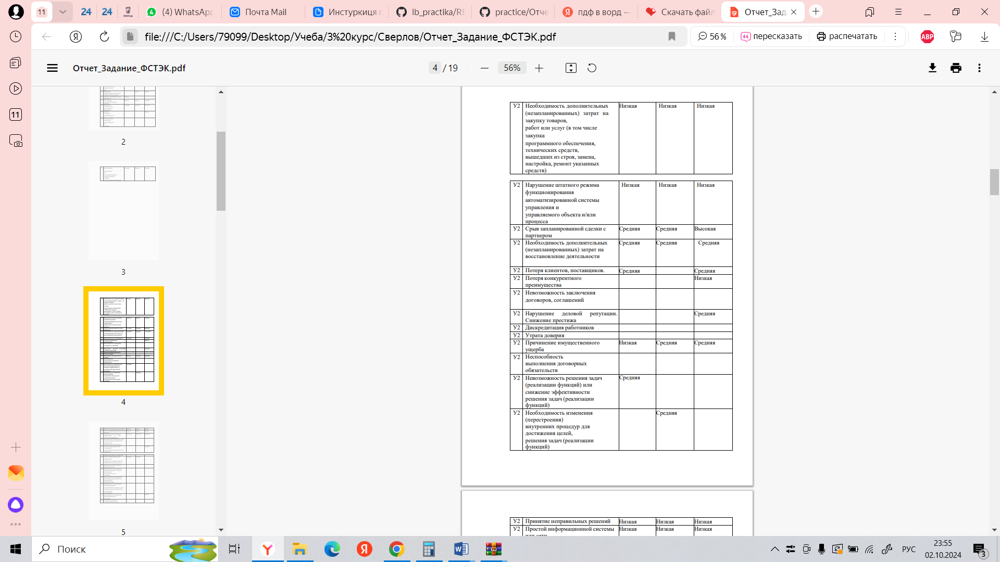 11
24
24
(4) WhatsApp
Почта Mail
Инстуркиця п
lb_practika/RE
practice/Отче
пдф в ворд —
Скачать файл
Отчет_Зад
file:///C:/Users/79099/Desktop/Учеба/3%20курс/Сверлов/Отчет_Задание_ФСТЭК.pdf
56 %
пересказать
распечатать
ABP
11
Отчет_Задание_ФСТЭК.pdf
4 / 19
56%
2
3
4
5
У2 Необходимость дополнительных Низкая Низкая Низкая
(незапланированных) затрат на
закупку товаров,
работ или услуг (в том числе
закупка
программного обеспечения,
технических средств,
вышедших из строя, замена,
настройка, ремонт указанных
средств)
У2 Нарушение штатного режима Низкая Низкая Низкая
функционирования
автоматизированной системы
управления и
управляемого объекта и/или
процесса
У2 Срыв запланированной сделки с Средняя Средняя Высокая
партнером
У2 Необходимость дополнительных Средняя Средняя Средняя
(незапланированных) затрат на
восстановление деятельности
У2 Потеря клиентов, поставщиков. Средняя Средняя
У2 Потеря конкурентного Низкая
преимущества
У2 Невозможность заключения
договоров, соглашений
У2 Нарушение деловой репутации. Средняя
Снижение престижа
У2 Дискредитация работников
У2 Утрата доверия
У2 Причинение имущественного Низкая Средняя Средняя
ущерба
У2 Неспособность
выполнения договорных
обязательств
У2 Невозможность решения задач Средняя
(реализации функций) или
снижение эффективности
решения задач (реализации
функций)
У2 Необходимость изменения Средняя
(перестроения)
внутренних процедур для
достижения целей,
решения задач (реализации
функций)
У2 Принятие неправильных решений Низкая Низкая Низкая
У2 Простой информационной системы Низкая Низкая Низкая
или сети
Поиск
РУС
23:55
02.10.2024
3